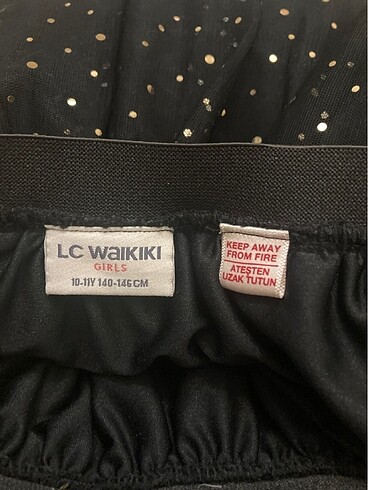 LC WAIKIKI
GIRLS
10-11Y 140-146CM
KEEP AWAY
FROM FIRE
ATEŞTEN
UZAK TUTUN